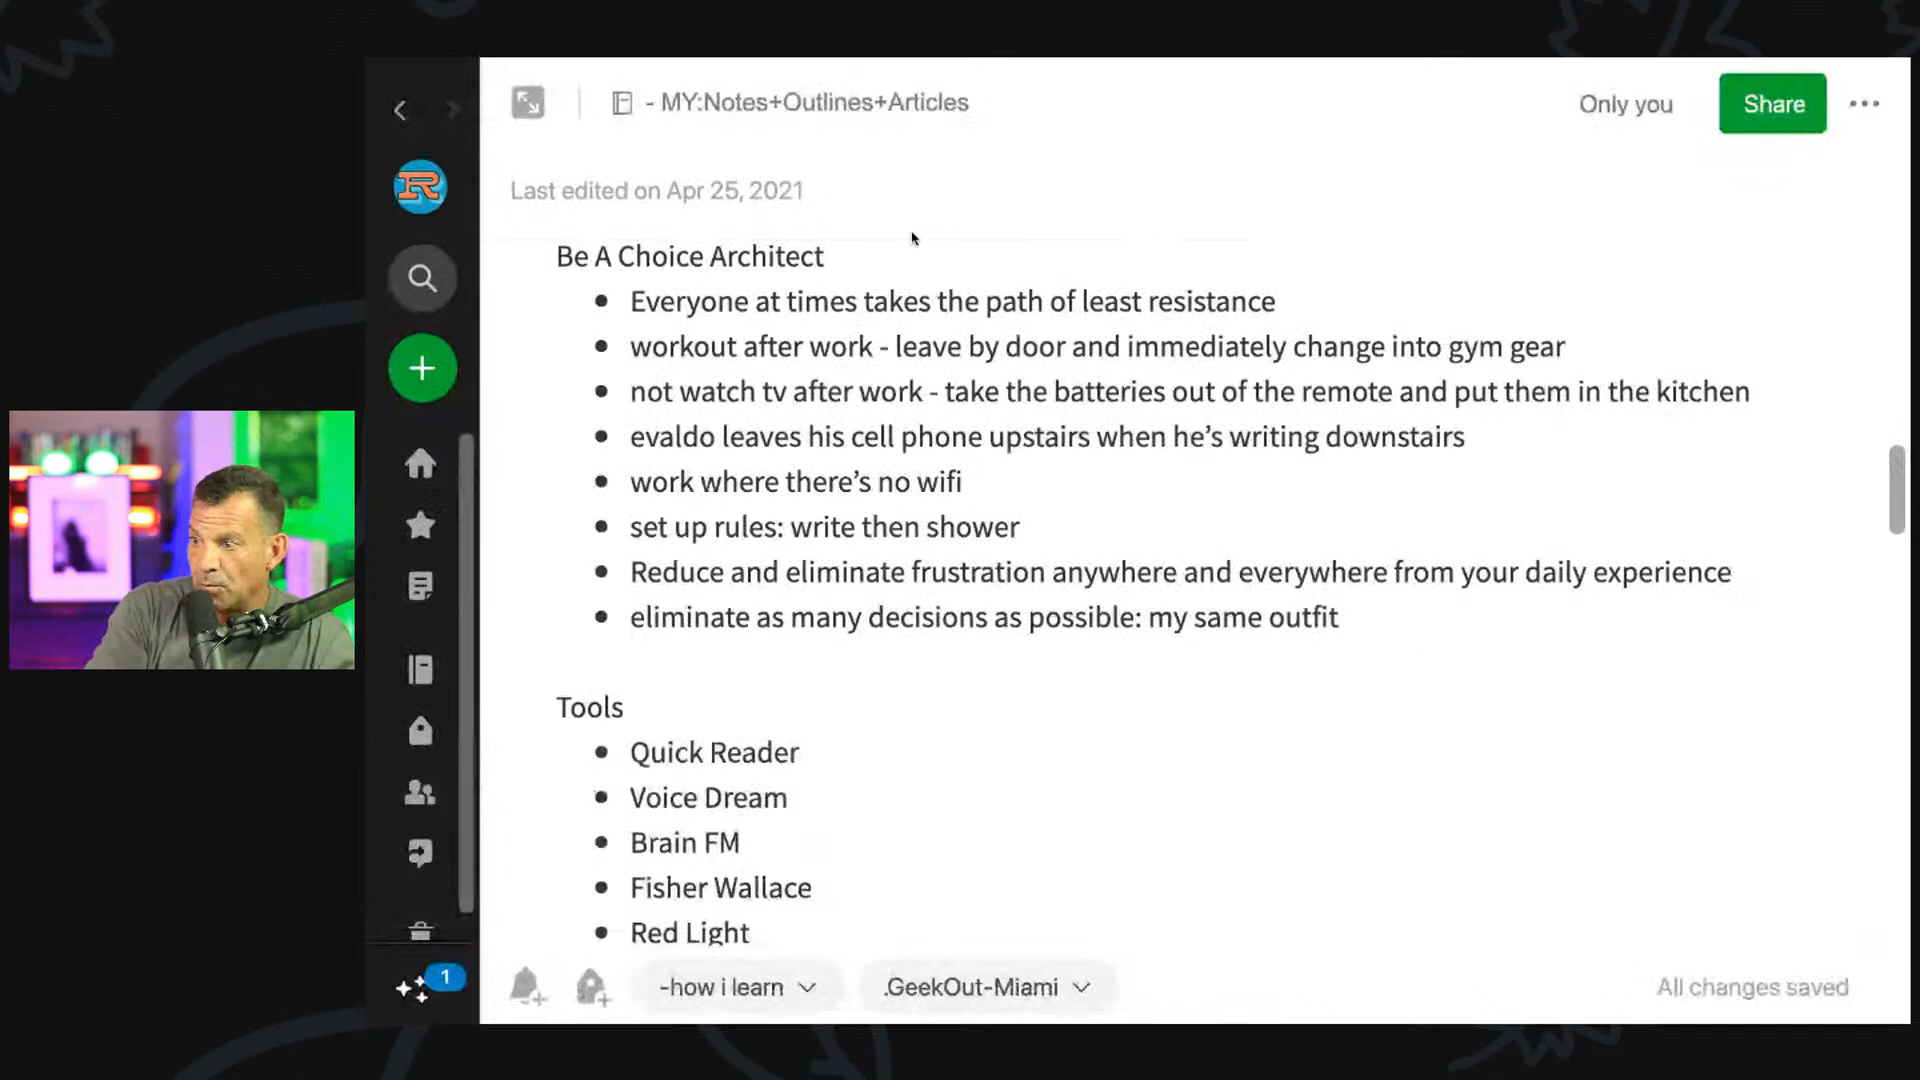 - MY:Notes+Outlines+Articles
Only you
Share
Last edited on Apr 25, 2021
R
Be A Choice Architect
• Everyone at times takes the path of least resistance
• workout after work - leave by door and immediately change into gym gear
• not watch tv after work - take the batteries out of the remote and put them in the kitchen
• evaldo leaves his cell phone upstairs when he’s writing downstairs
• work where there’s no wifi
• set up rules: write then shower
• Reduce and eliminate frustration anywhere and everywhere from your daily experience
• eliminate as many decisions as possible: my same outfit
Tools
• Quick Reader
• Voice Dream
• Brain FM
• Fisher Wallace
• Red Light
1
-how i learn
.GeekOut-Miami
All changes saved